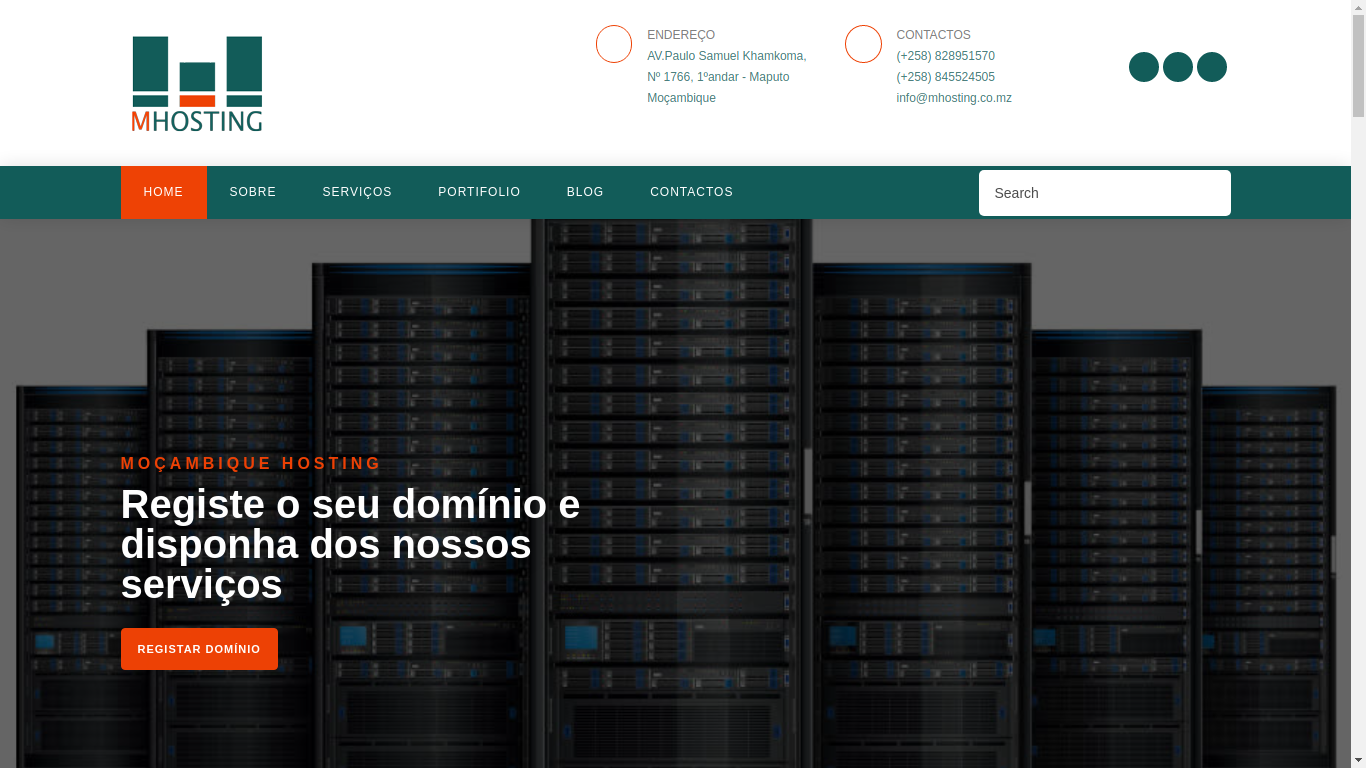 MHOSTING
ENDEREÇO
AV.Paulo Samuel Khamkoma,
Nº 1766, 1ºandar - Maputo
Moçambique
CONTACTOS
(+258) 828951570
(+258) 845524505
info@mhosting.co.mz
HOME
SOBRE
SERVIÇOS
PORTIFOLIO
BLOG
CONTACTOS
Search
MOÇAMBIQUE HOSTING
Registe o seu domínio e
disponha dos nossos
serviços
REGISTAR DOMÍNIO